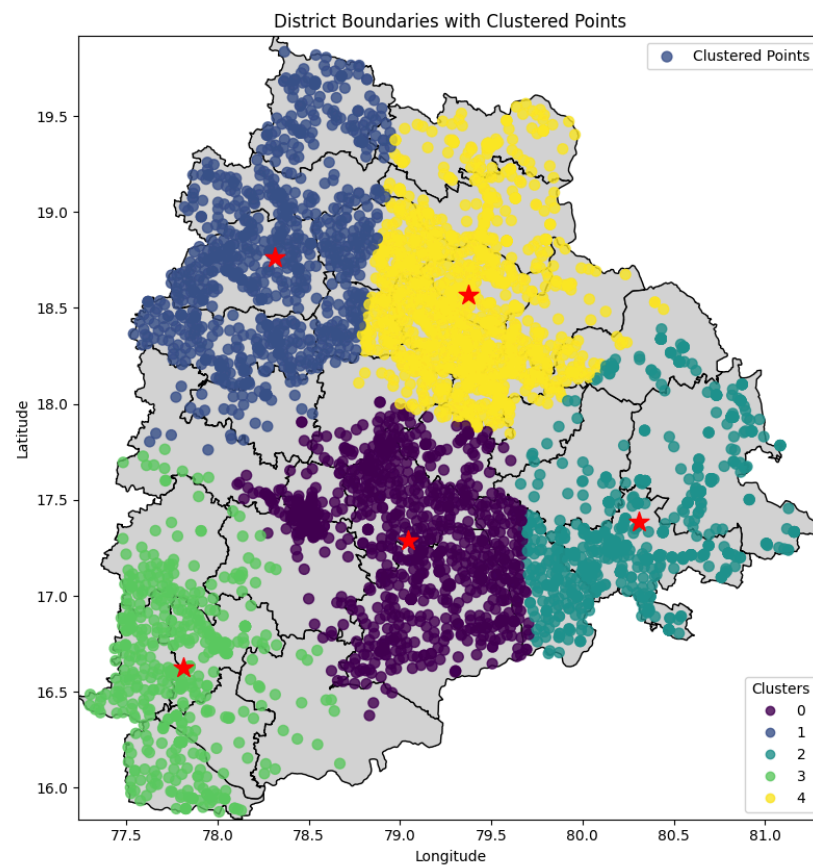 District Boundaries with Clustered Points
Clustered Points
19.5
19.0
18.5
18.0
17.5
17.0
16.5
16.0
Latitude
Clusters
0
1
2
3
4
77.5 78.0 78.5 79.0 79.5 80.0 80.5 81.0
Longitude